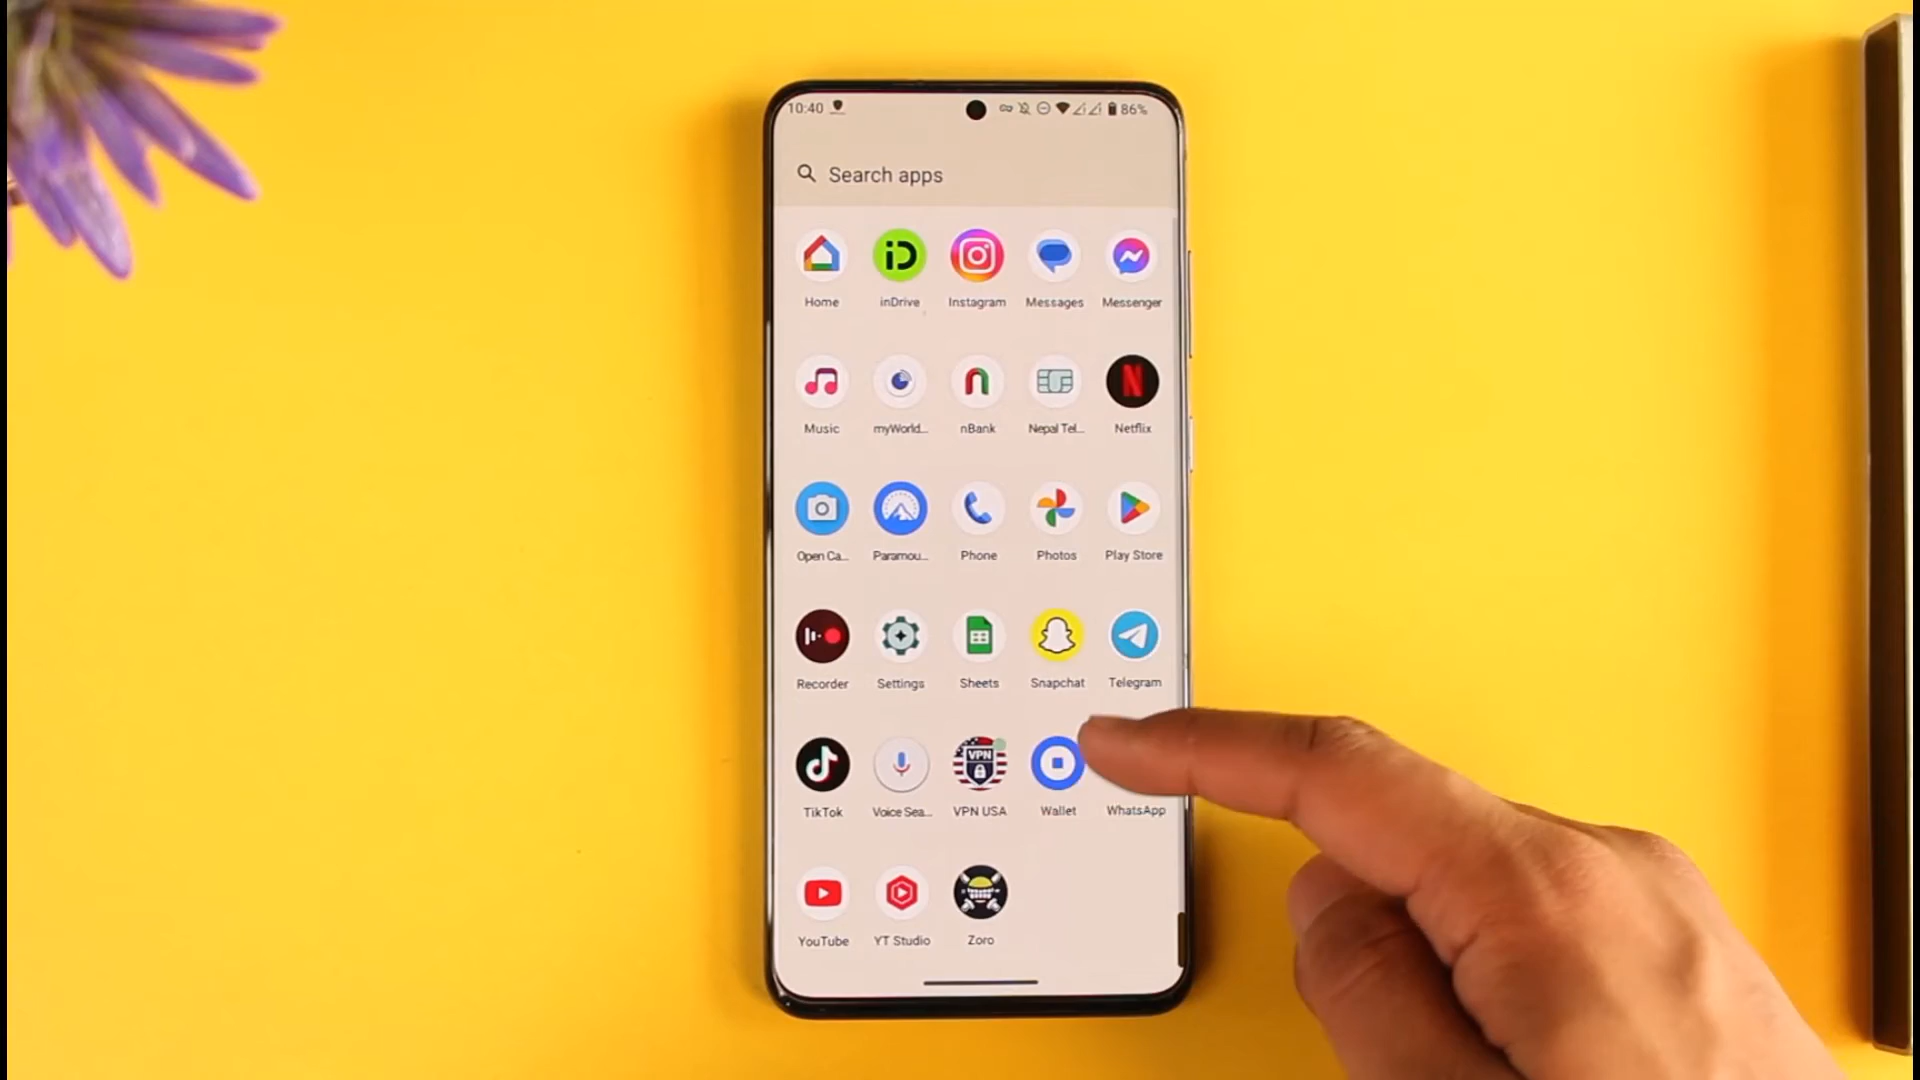 10:40 86%
Search apps
iD
Home inDrive Instagram Messages Messenger
N
Music myWorld... nBank Nepal Tel... Netflix
Open Ca... Paramou... Phone Photos Play Store
Recorder Settings Sheets Snapchat Telegram
VPN
TikTok Voice Sea... VPN USA Wallet WhatsApp
YouTube YT Studio Zoro